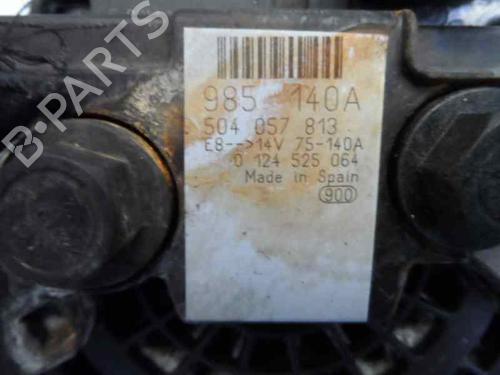 985 140A
504 057 813
E8-->14V 75-140A
0 124 525 064
Made in Spain
900
B-PARTS